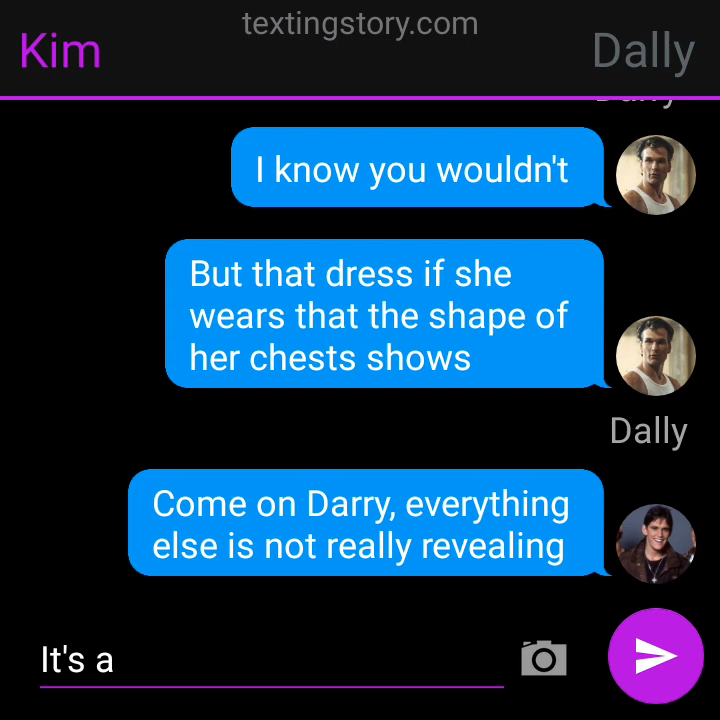 textingstory.com
Kim
Dally
I know you wouldn't
But that dress if she
wears that the shape of
her chests shows
Dally
Come on Darry, everything
else is not really revealing
It's a